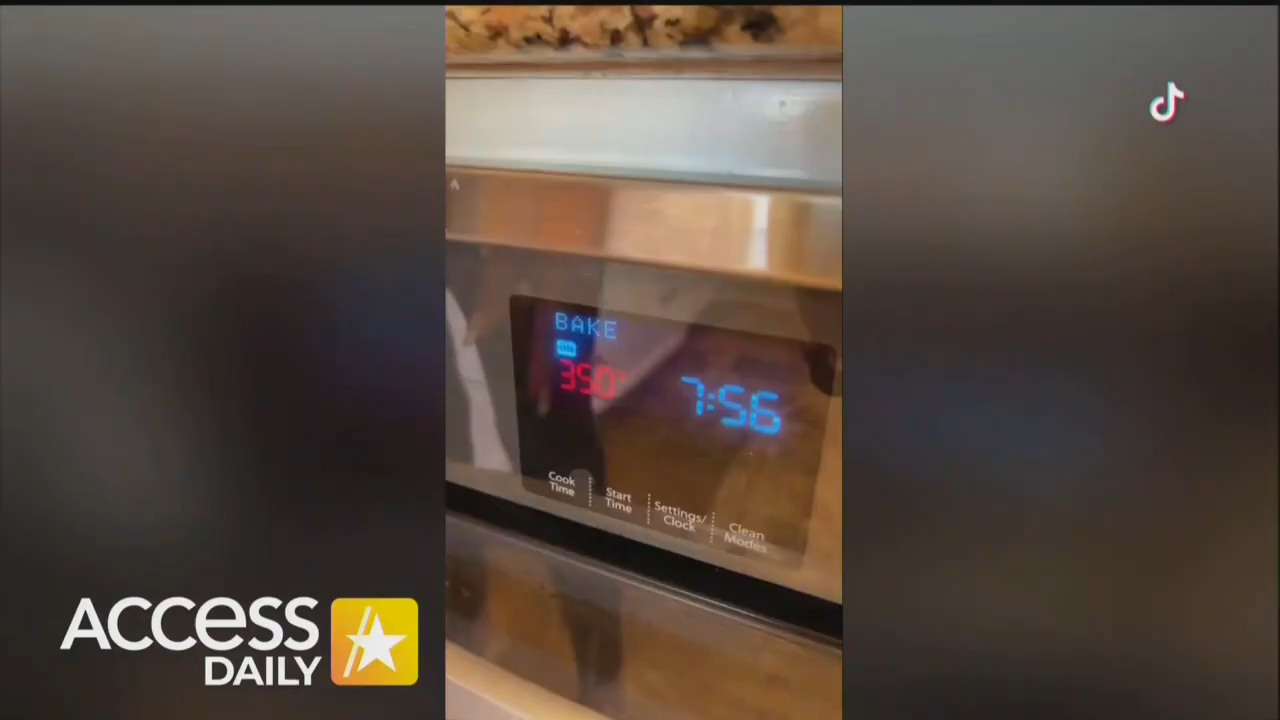 BAKE
350°
7:56
Cook
Time
Start
Time
Settings/
Clock
Clean
Modes
ACCESS
DAILY